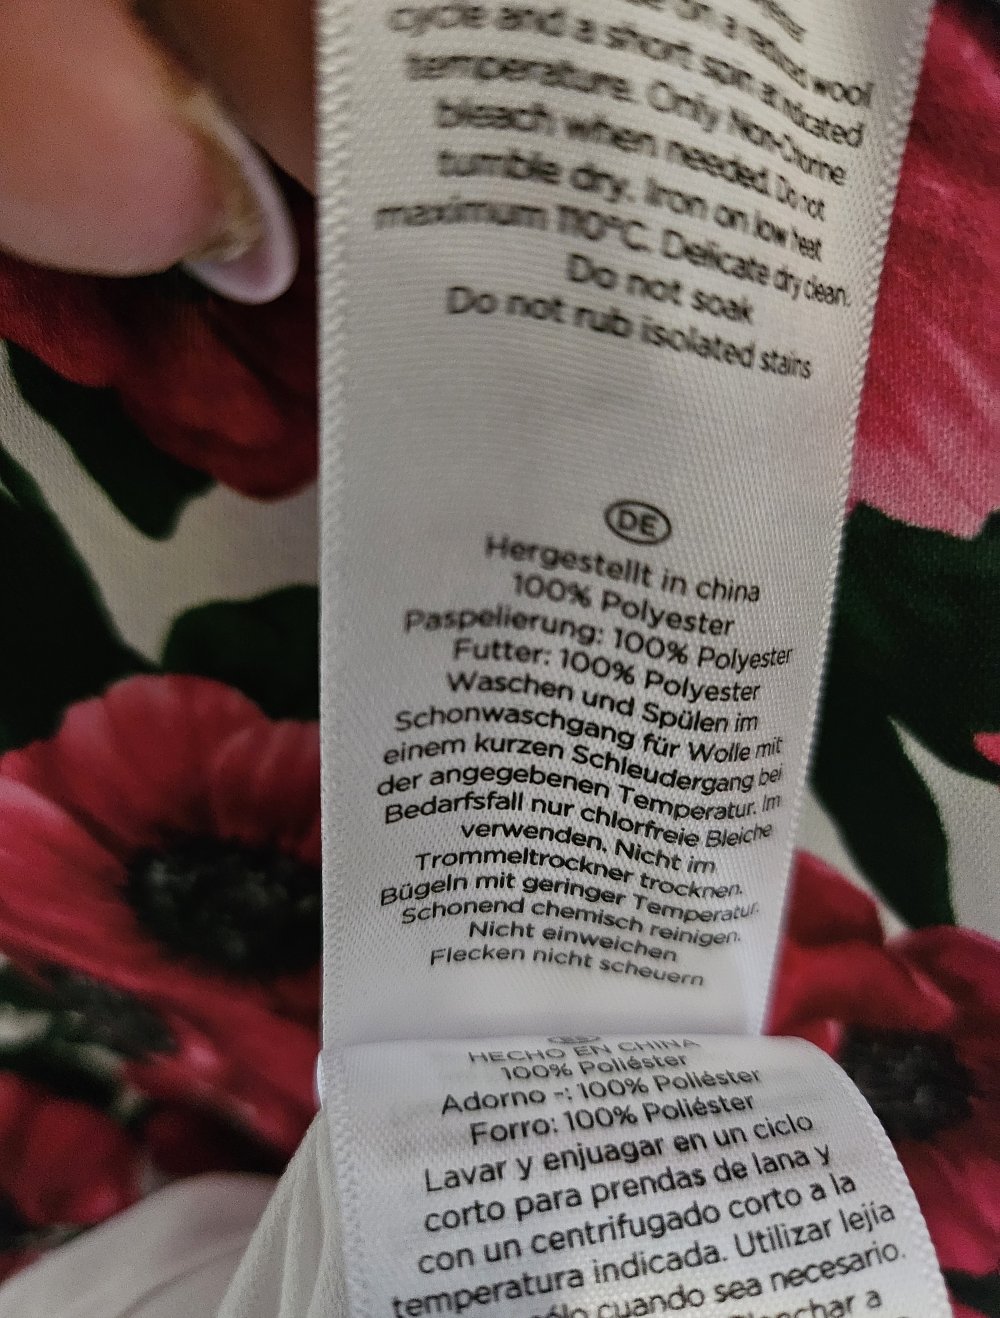 on a reduced wool
cycle and a short spin at indicated
temperature. Only Non-Chlorine
bleach when needed. Do not
tumble dry. Iron on low heat
maximum 110°C. Delicate dry clean.
Do not soak
Do not rub isolated stains
DE
Hergestellt in china
100% Polyester
Paspelierung: 100% Polyester
Futter: 100% Polyester
Waschen und Spülen im
Schonwaschgang für Wolle mit
einem kurzen Schleudergang bei
der angegebenen Temperatur. Im
Bedarfsfall nur chlorfreie Bleiche
verwenden. Nicht im
Trommeltrockner trocknen.
Bügeln mit geringer Temperatur.
Schonend chemisch reinigen.
Nicht einweichen
Flecken nicht scheuern
HECHO EN CHINA
100% Poliéster
Adorno -: 100% Poliéster
Forro: 100% Poliéster
Lavar y enjuagar en un ciclo
corto para prendas de lana y
con un centrifugado corto a la
temperatura indicada. Utilizar lejía
cuando sea necesario.
a